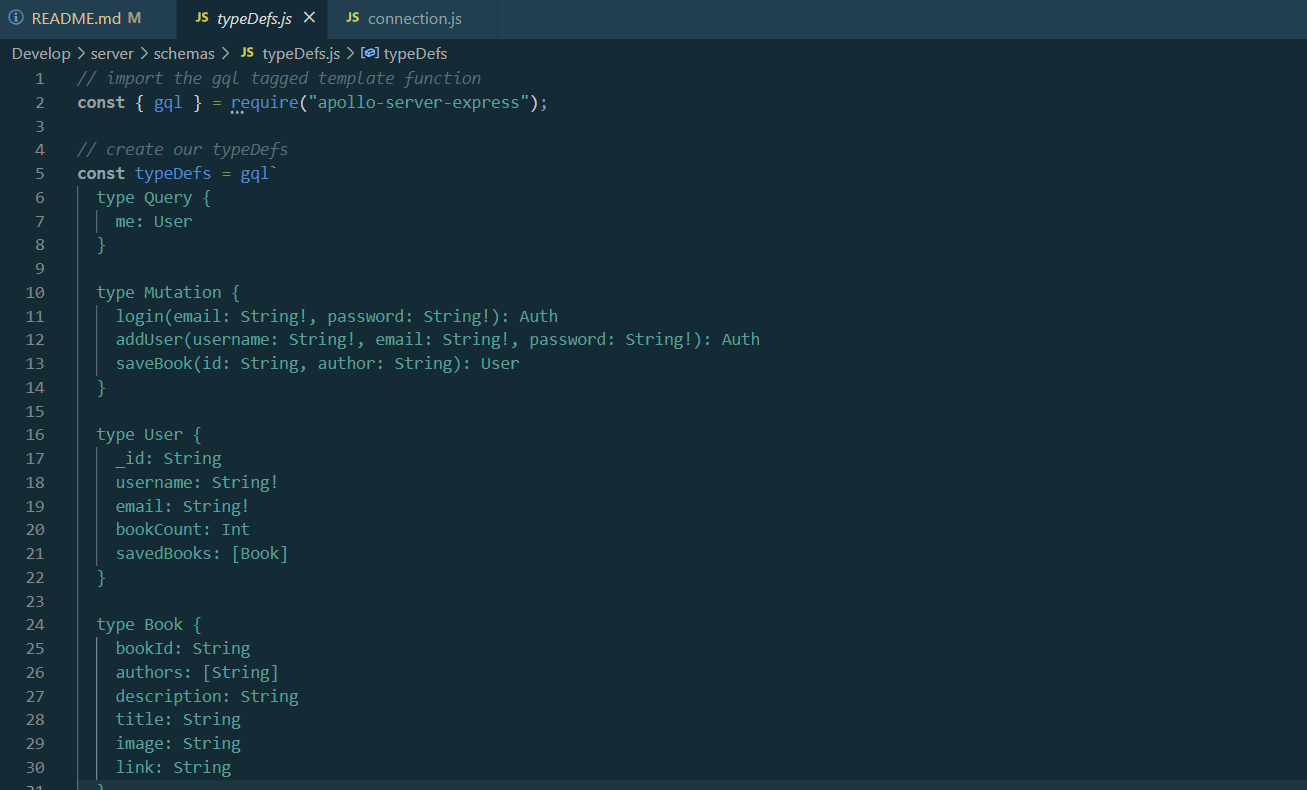 README.md M JS typeDefs.js × JS connection.js
Develop > server > schemas > JS typeDefs.js > typeDefs
1 // import the gql tagged template function
2 const { gql } = require("apollo-server-express");
3
4 // create our typeDefs
5 const typeDefs = gql`
6 type Query {
7 me: User
8 }
9
10 type Mutation {
11 login(email: String!, password: String!): Auth
12 addUser(username: String!, email: String!, password: String!): Auth
13 saveBook(id: String, author: String): User
14 }
15
16 type User {
17 _id: String
18 username: String!
19 email: String!
20 bookCount: Int
21 savedBooks: [Book]
22 }
23
24 type Book {
25 bookId: String
26 authors: [String]
27 description: String
28 title: String
29 image: String
30 link: String
31 }